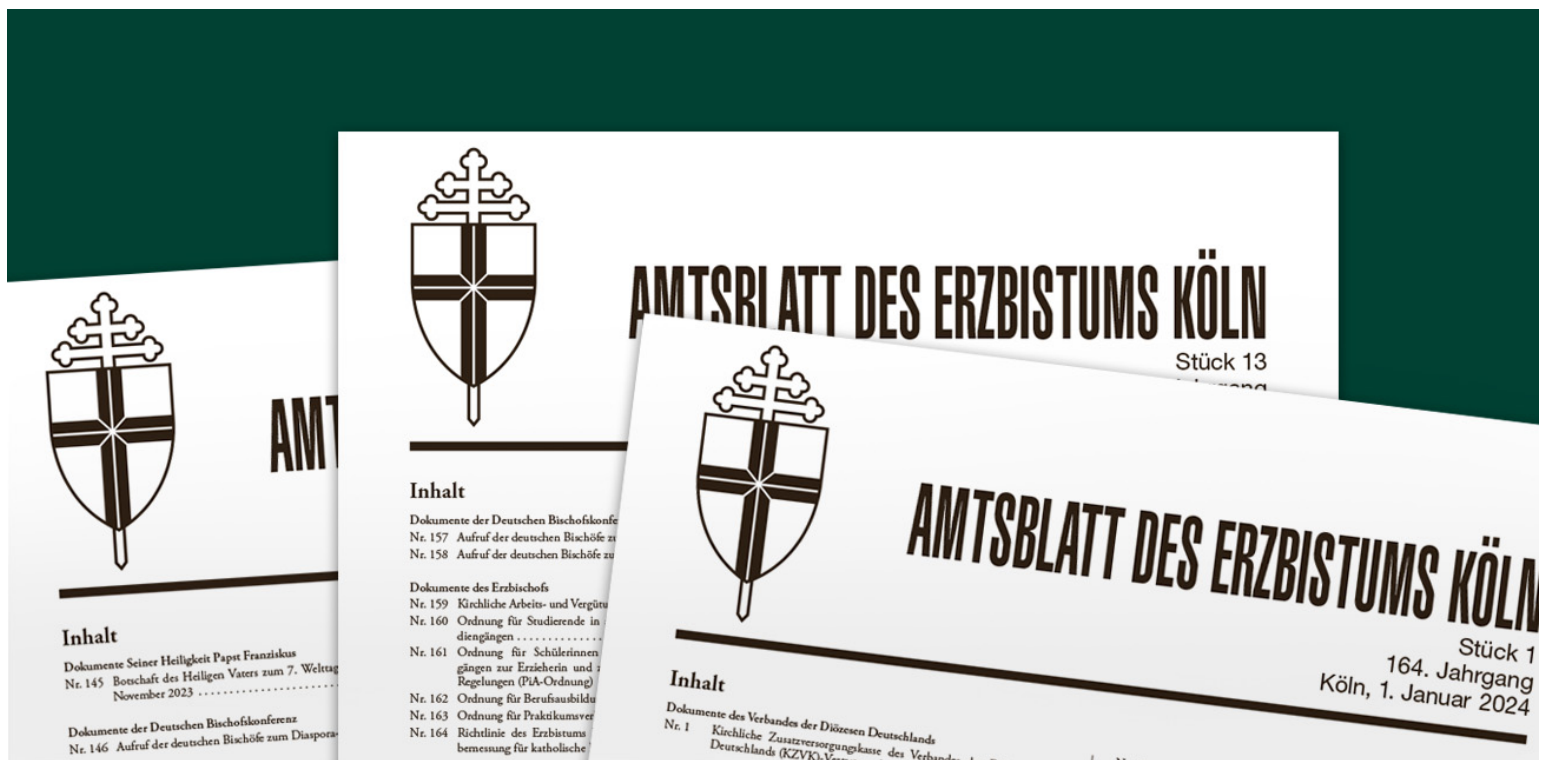 AMT
Inhalt
Dokumente Seiner Heiligkeit Papst Franziskus
Nr. 145 Botschaft des Heiligen Vaters zum 7. Welttag
November 2023
Dokumente der Deutschen Bischofskonferenz
Nr. 146 Aufruf der deutschen Bischöfe zum Diaspora-
AMTSBLATT DES ERZBISTUMS KÖLN
Stück 13
Inhalt
Dokumente der Deutschen Bischofskonfe
Nr. 157 Aufruf der deutschen Bischöfe zu
Nr. 158 Aufruf der deutschen Bischöfe zu
Dokumente des Erzbischofs
Nr. 159 Kirchliche Arbeits- und Vergütu
Nr. 160 Ordnung für Studierende in
diengängen
Nr. 161 Ordnung für Schülerinnen
gängen zur Erzieherin und
Regelungen (PiA-Ordnung)
Nr. 162 Ordnung für Berufsausbildu
Nr. 163 Ordnung für Praktikumsver
Nr. 164 Richtlinie des Erzbistums
bemessung für katholische
AMTSBLATT DES ERZBISTUMS KÖLN
Stück 1
164. Jahrgang
Köln, 1. Januar 2024
Inhalt
Dokumente des Verbandes der Diözesen Deutschlands
Nr. 1 Kirchliche Zusatzversorgungskasse des Verbandes
Deutschlands (KZVK)-